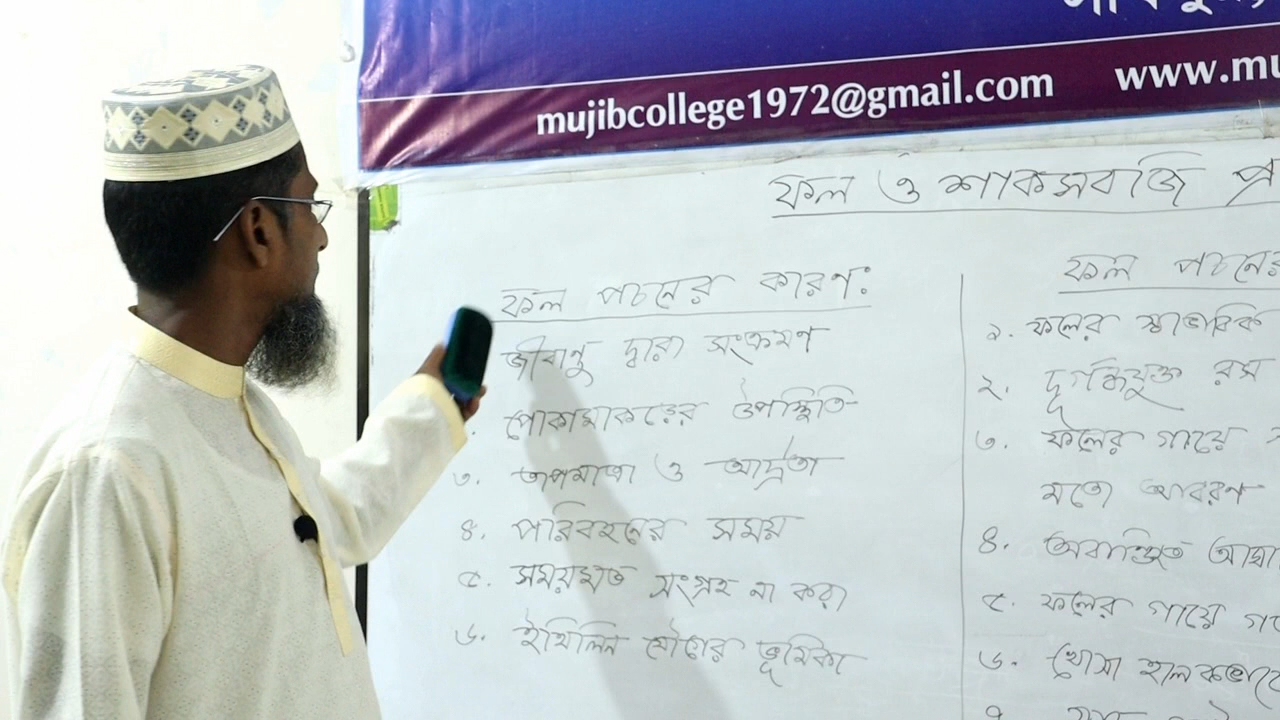 mujibcollege1972@gmail.com www.mu
ফল ও শাকসবজি প্র
ফল পচনের কারণঃ
জীবাণু দ্বারা সংক্রমণ
পোকামাকড়ের উপস্থিতি
৩. তাপমাত্রা ও আর্দ্রতা
৪. পরিবহনের সময়
৫. সময়মত সংগ্রহ না করা
৬. ইথিলিন যৌগের ভূমিকা
ফল পচনের
১. ফলের স্বাভাবিক
২. দূর্গন্ধিযুক্ত রস
৩. ফলের গায়ে
মতো আবরণ
৪. অবাঞ্ছিত
৫. ফলের গায়ে
৬. খোসা হালকাভাবে